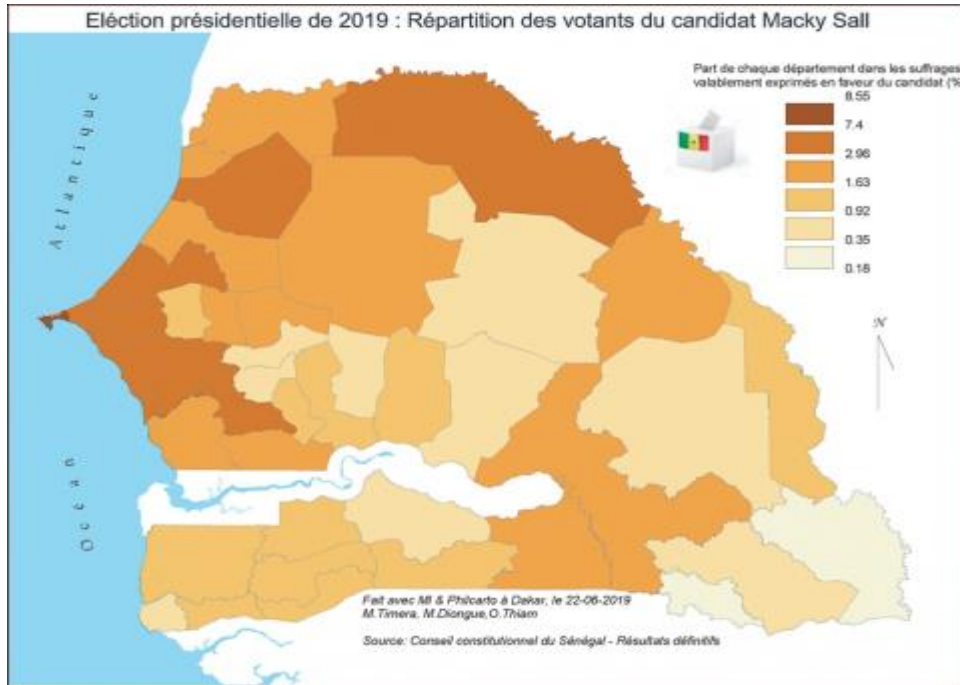 Eléction présidentielle de 2019 : Répartition des votants du candidat Macky Sall
Part de chaque département dans les suffrages
valablement exprimés en faveur du candidat (%
8.55
7.4
2.96
1.63
0.92
0.35
0.18
Atlantique
Océan
N
Fait avec MI & Philcarto à Dakar, le 22-06-2019
M.Timera, M.Diongue,O.Thiam
Source: Conseil constitutionnel du Sénégal - Résultats définitifs